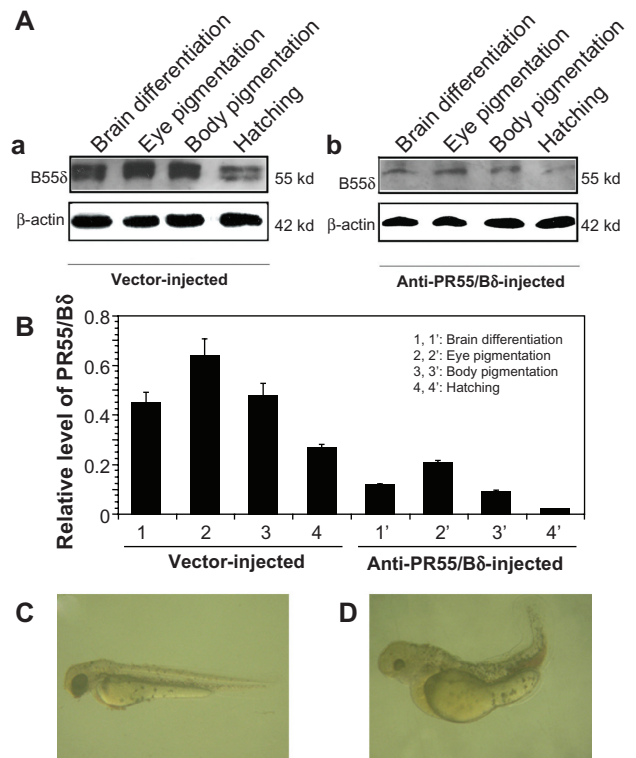 A
Brain differentiation
Eye pigmentation
Body pigmentation
Hatching
a
B55δ
55 kd
β-actin
42 kd
Vector-injected
Brain differentiation
Eye pigmentation
Body pigmentation
Hatching
b
B55δ
55 kd
β-actin
42 kd
Anti-PR55/Bδ-injected
B
Relative level of PR55/Bδ
0.8
0.6
0.4
0.2
0
1, 1’: Brain differentiation
2, 2’: Eye pigmentation
3, 3’: Body pigmentation
4, 4’: Hatching
1 2 3 4 1’ 2’ 3’ 4’
Vector-injected Anti-PR55/Bδ-injected
C
D